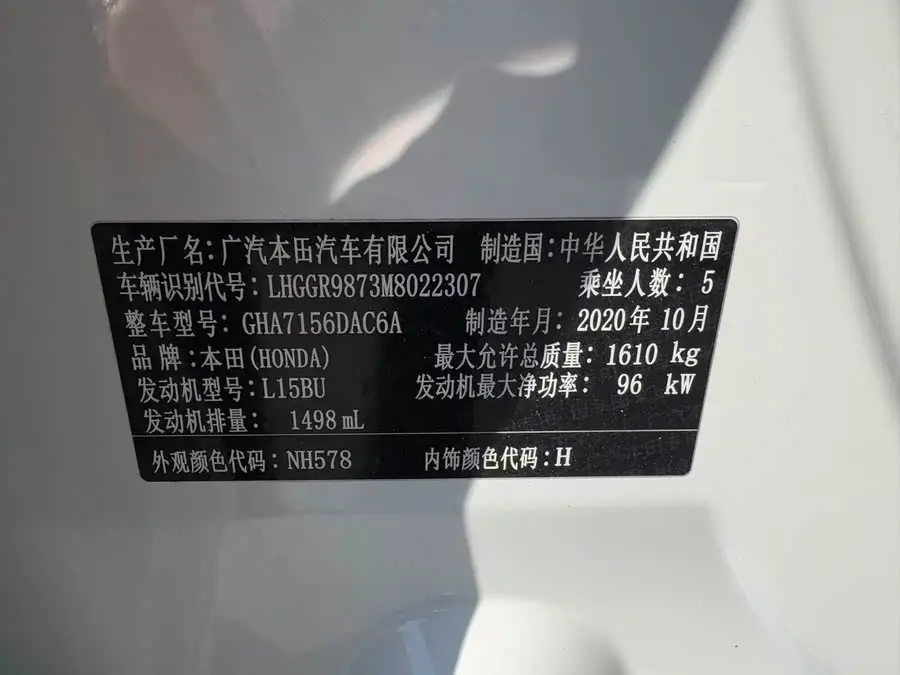 生产厂名:广汽本田汽车有限公司 制造国:中华人民共和国
车辆识别代号:LHGGR9873M8022307 乘坐人数: 5
整车型号: GHA7156DAC6A 制造年月: 2020年 10月
品牌:本田(HONDA) 最大允许总质量: 1610 kg
发动机型号:L15BU 发动机最大净功率: 96 kW
发动机排量: 1498 mL
外观颜色代码: NH578 内饰颜色代码:H